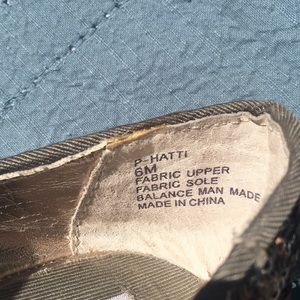 P-HATTI
6M
FABRIC UPPER
FABRIC SOLE
BALANCE MAN MADE
MADE IN CHINA